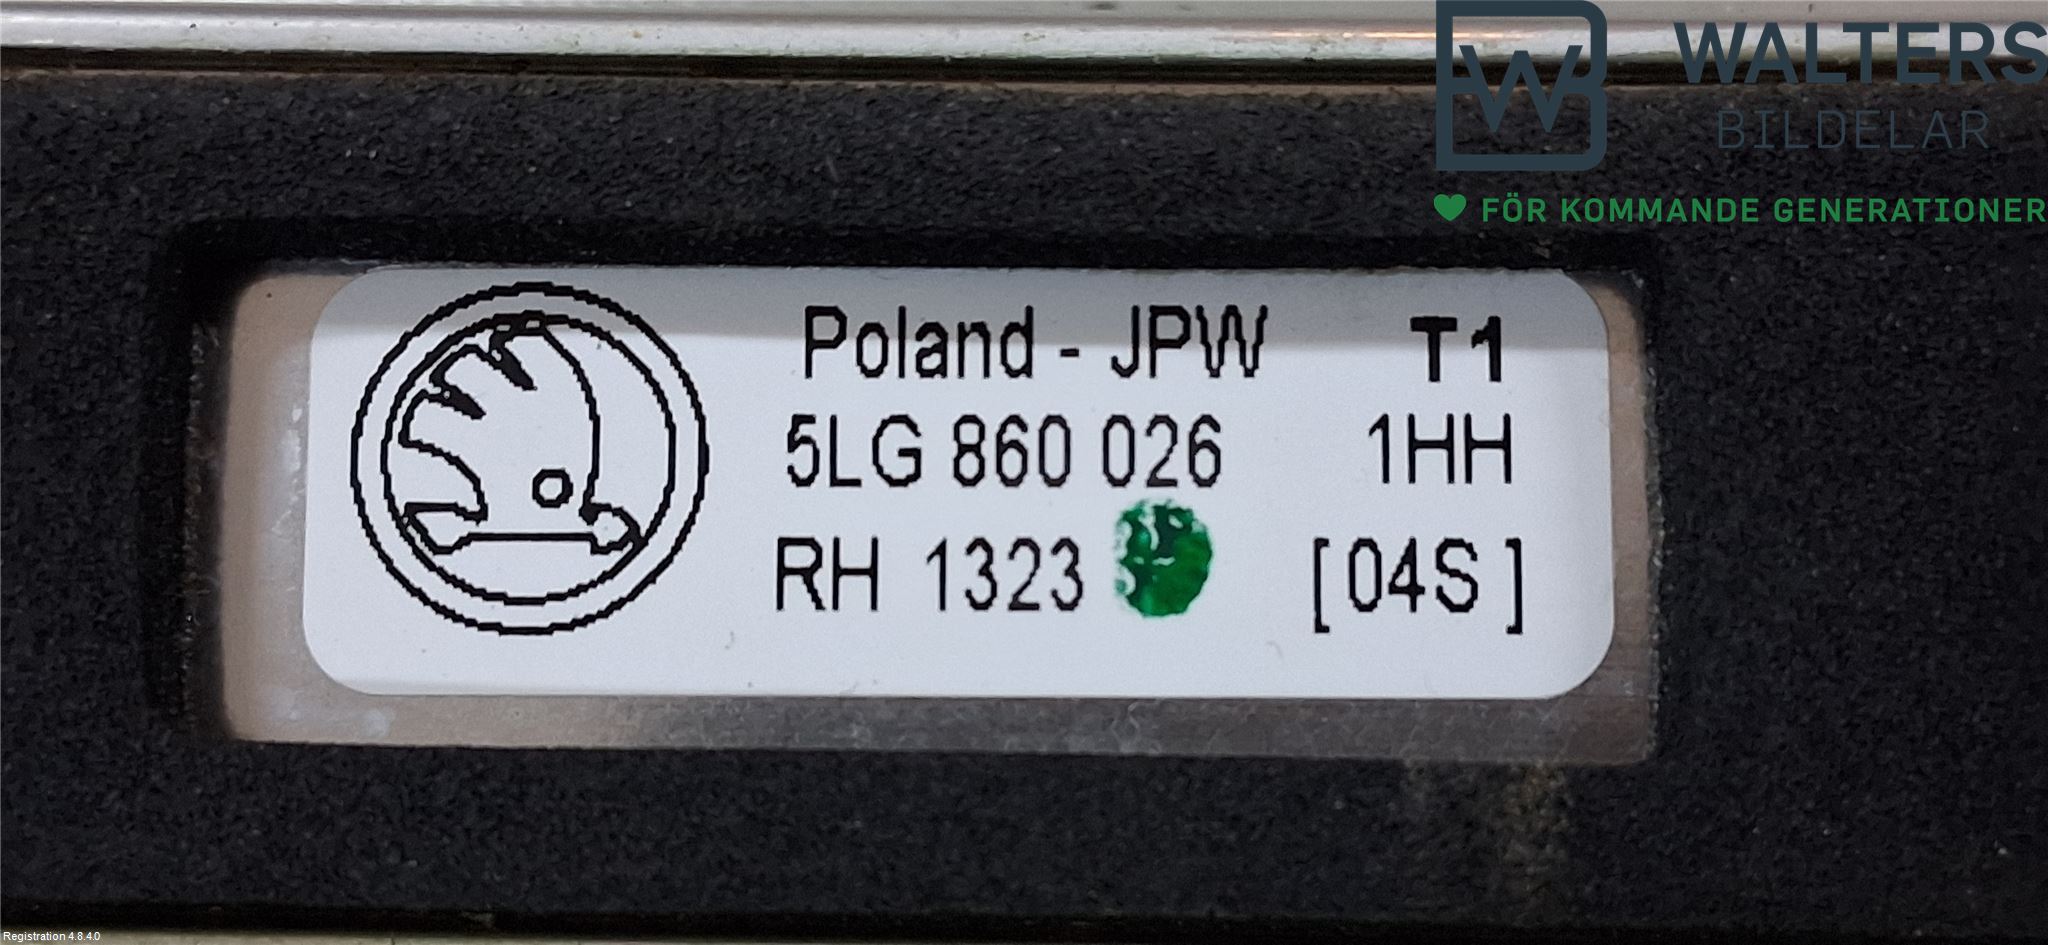 WALTERS
BILDELAR
FÖR KOMMANDE GENERATIONER
Poland - JPW T1
5LG 860 026 1HH
RH 1323 [04S]
Registration 4.8.4.0